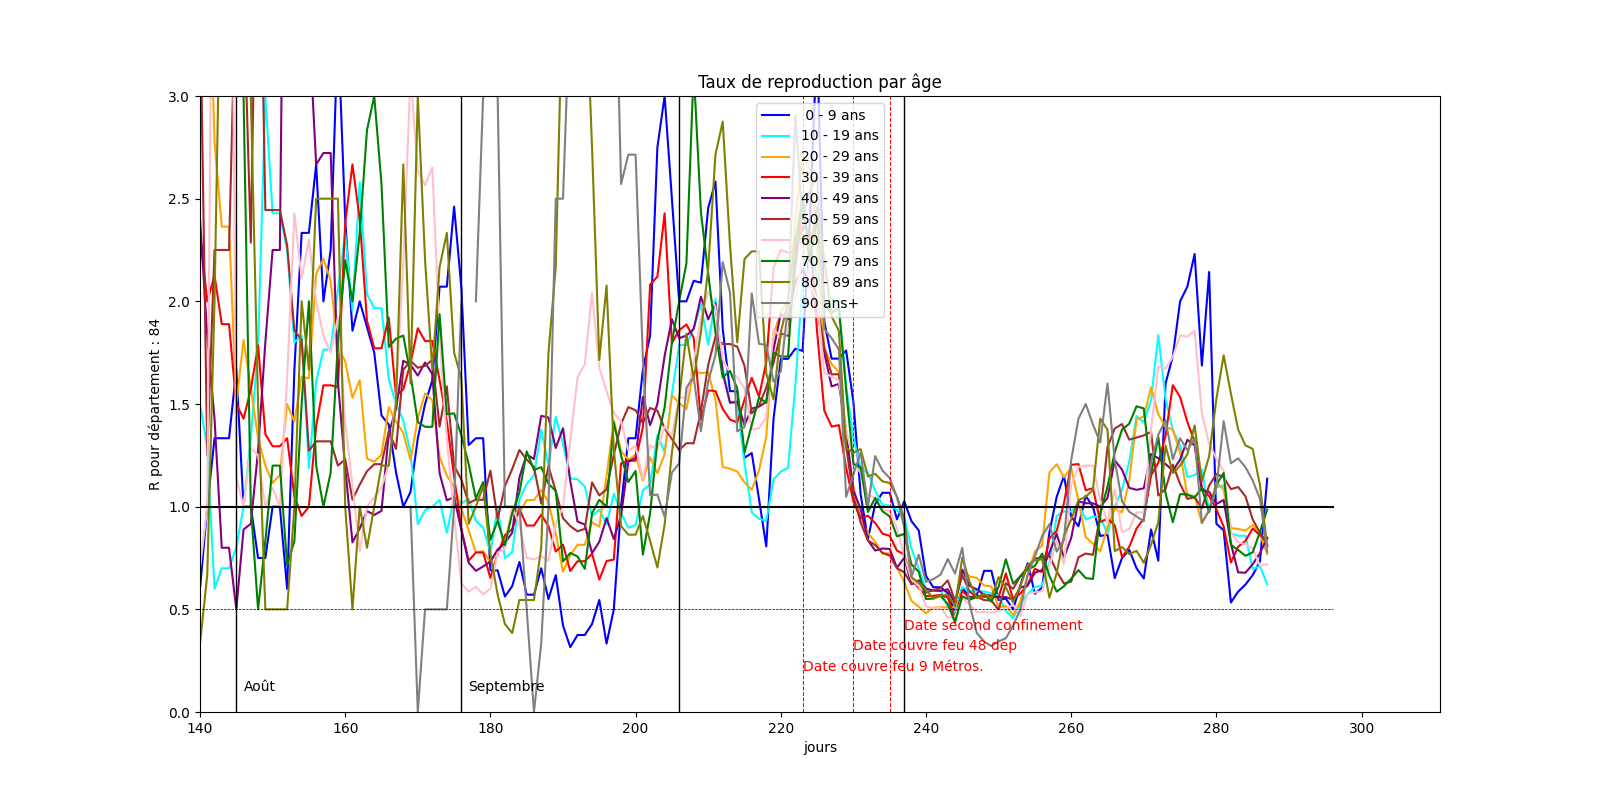 Taux de reproduction par âge
R pour département : 84
3.0
2.5
2.0
1.5
1.0
0.5
0.0
0 - 9 ans
10 - 19 ans
20 - 29 ans
30 - 39 ans
40 - 49 ans
50 - 59 ans
60 - 69 ans
70 - 79 ans
80 - 89 ans
90 ans+
Date second confinement
Date couvre feu 48 dep
Date couvre feu 9 Métros.
Août
Septembre
140
160
180
200
220
240
260
280
300
jours